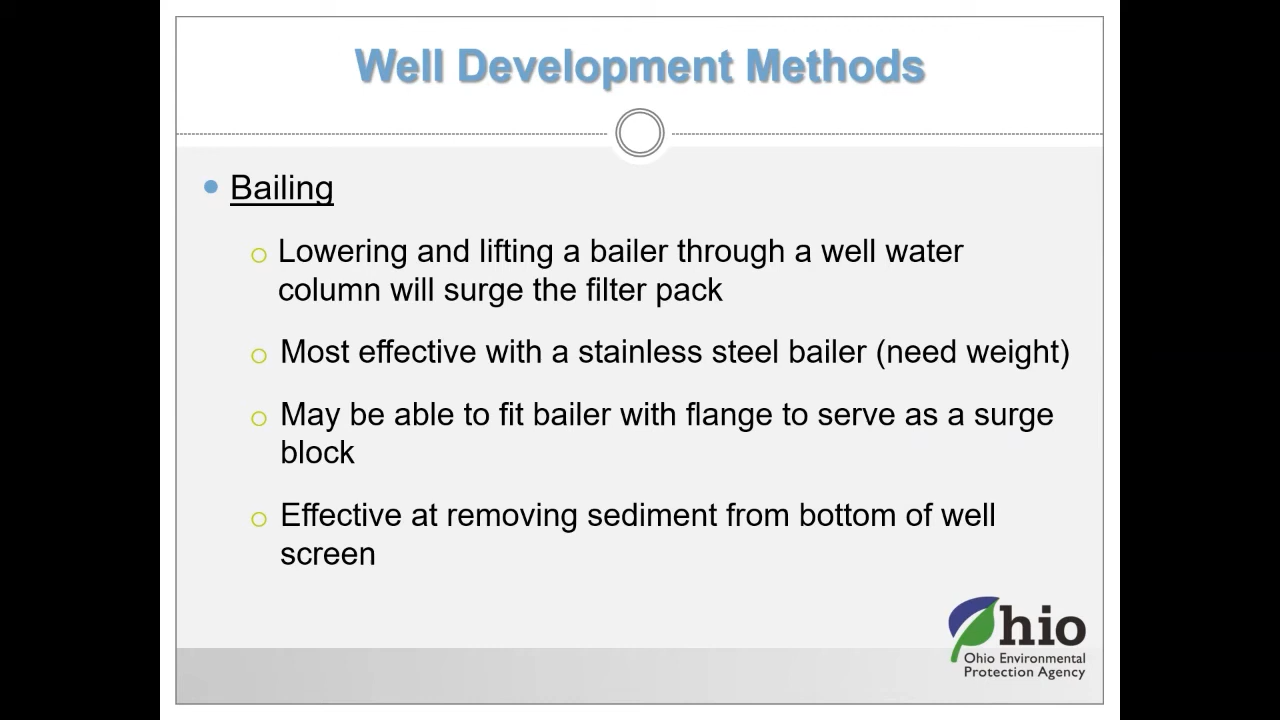 Well Development Methods
Bailing
Lowering and lifting a bailer through a well water
column will surge the filter pack
Most effective with a stainless steel bailer (need weight)
May be able to fit bailer with flange to serve as a surge
block
Effective at removing sediment from bottom of well
screen
Ohio
Ohio Environmental
Protection Agency